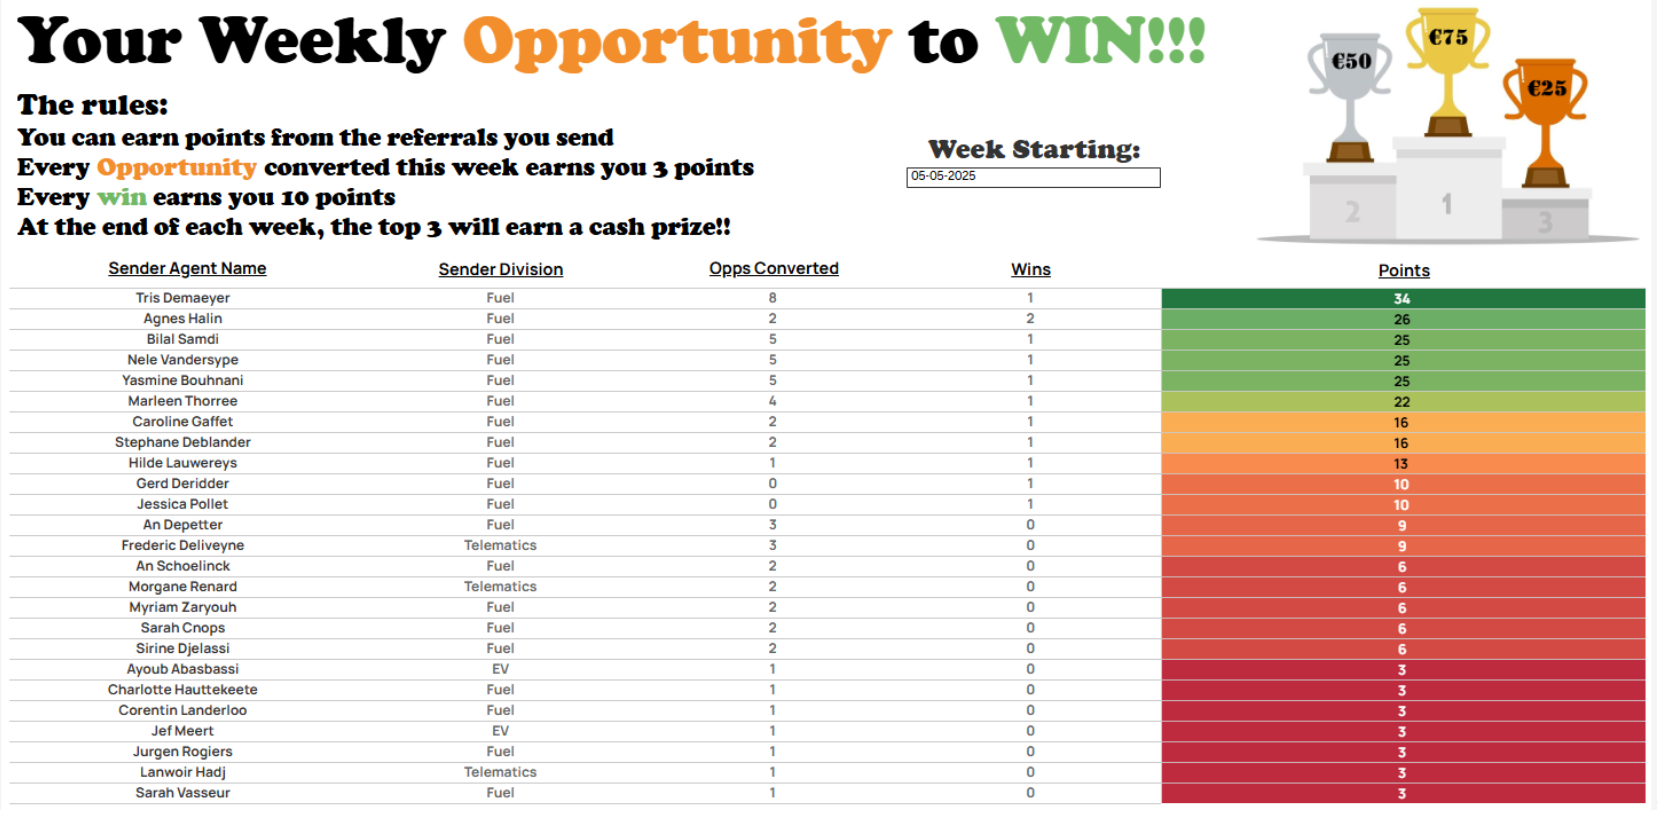 Your Weekly Opportunity to WIN!!!
€50
€75
€25
The rules:
You can earn points from the referrals you send
Every Opportunity converted this week earns you 3 points
Every win earns you 10 points
At the end of each week, the top 3 will earn a cash prize!!
Week Starting:
05-05-2025
2
1
3
Sender Agent Name Sender Division Opps Converted Wins Points
Tris Demaeyer Fuel 8 1 34
Agnes Halin Fuel 2 2 26
Bilal Samdi Fuel 5 1 25
Nele Vandersype Fuel 5 1 25
Yasmine Bouhnani Fuel 5 1 25
Marleen Thorree Fuel 4 1 22
Caroline Gaffet Fuel 2 1 16
Stephane Deblander Fuel 2 1 16
Hilde Lauwereys Fuel 1 1 13
Gerd Deridder Fuel 0 1 10
Jessica Pollet Fuel 0 1 10
An Depetter Fuel 3 0 9
Frederic Deliveyne Telematics 3 0 9
An Schoelinck Fuel 2 0 6
Morgane Renard Telematics 2 0 6
Myriam Zaryouh Fuel 2 0 6
Sarah Cnops Fuel 2 0 6
Sirine Djelassi Fuel 2 0 6
Ayoub Abasbassi EV 1 0 3
Charlotte Hauttekeete Fuel 1 0 3
Corentin Landerloo Fuel 1 0 3
Jef Meert EV 1 0 3
Jurgen Rogiers Fuel 1 0 3
Lanwoir Hadj Telematics 1 0 3
Sarah Vasseur Fuel 1 0 3